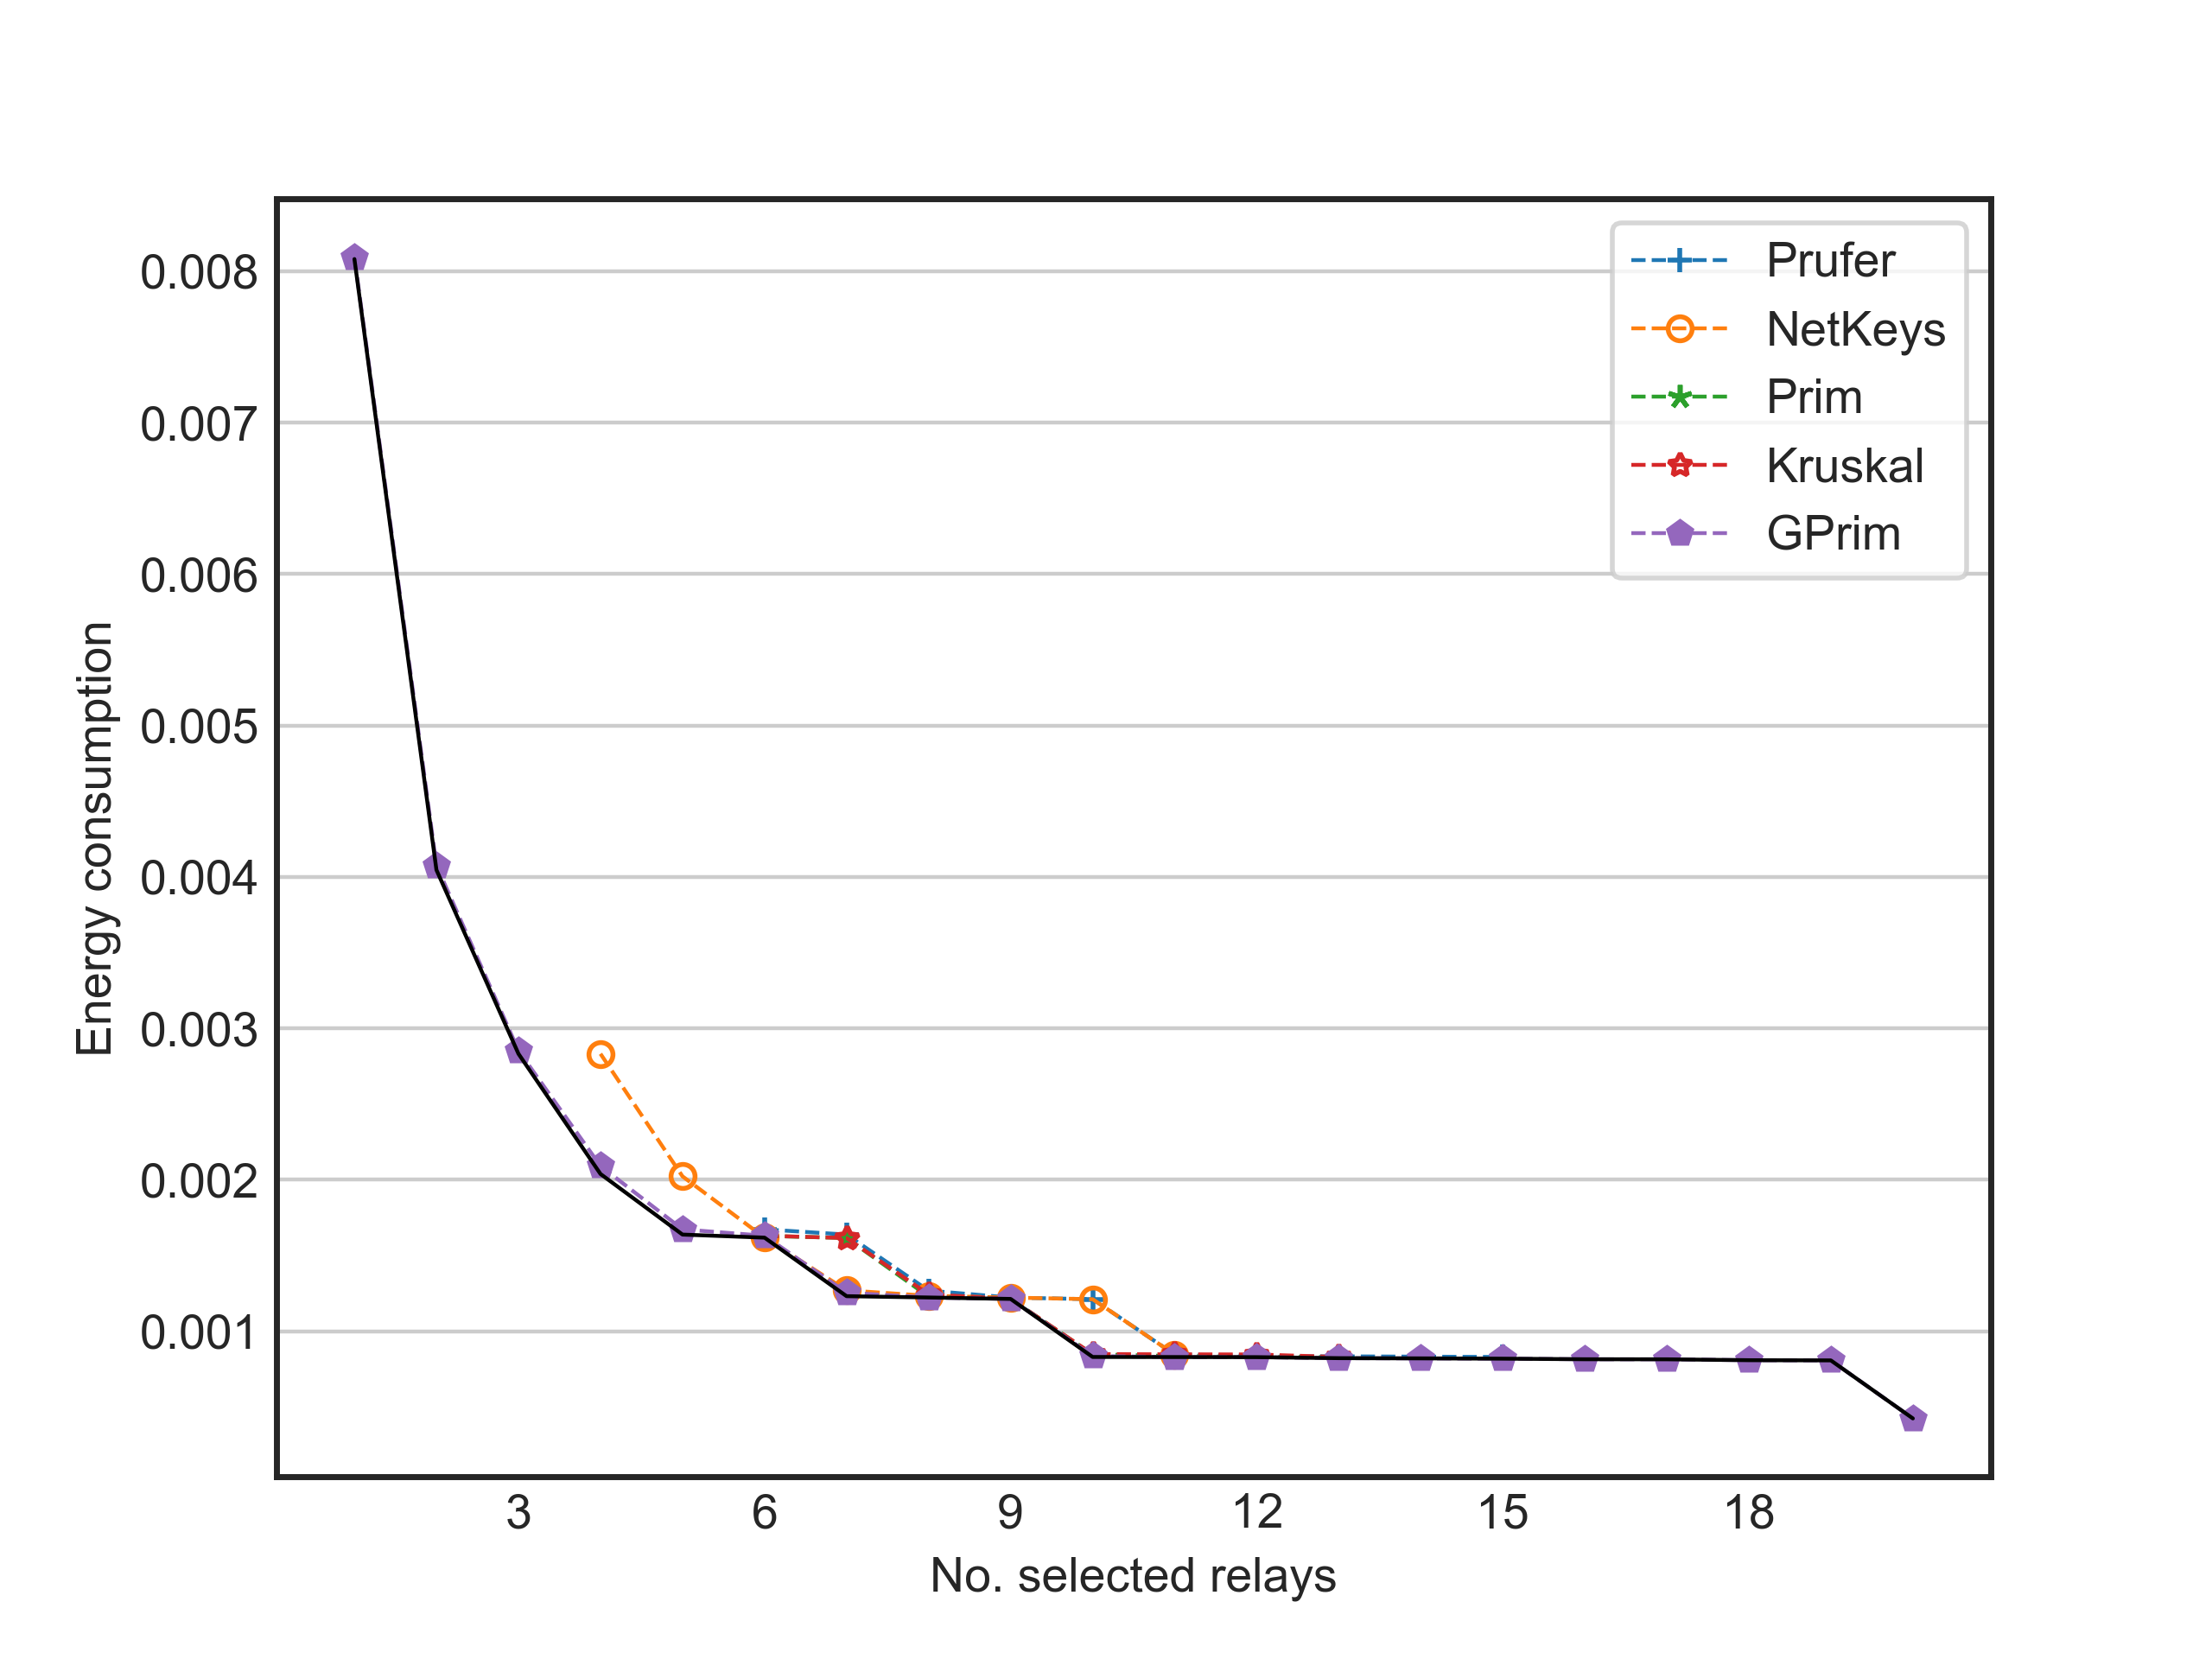 0.008
0.007
0.006
0.005
0.004
0.003
0.002
0.001
Energy consumption
3 6 9 12 15 18
No. selected relays
Prufer
NetKeys
Prim
Kruskal
GPrim